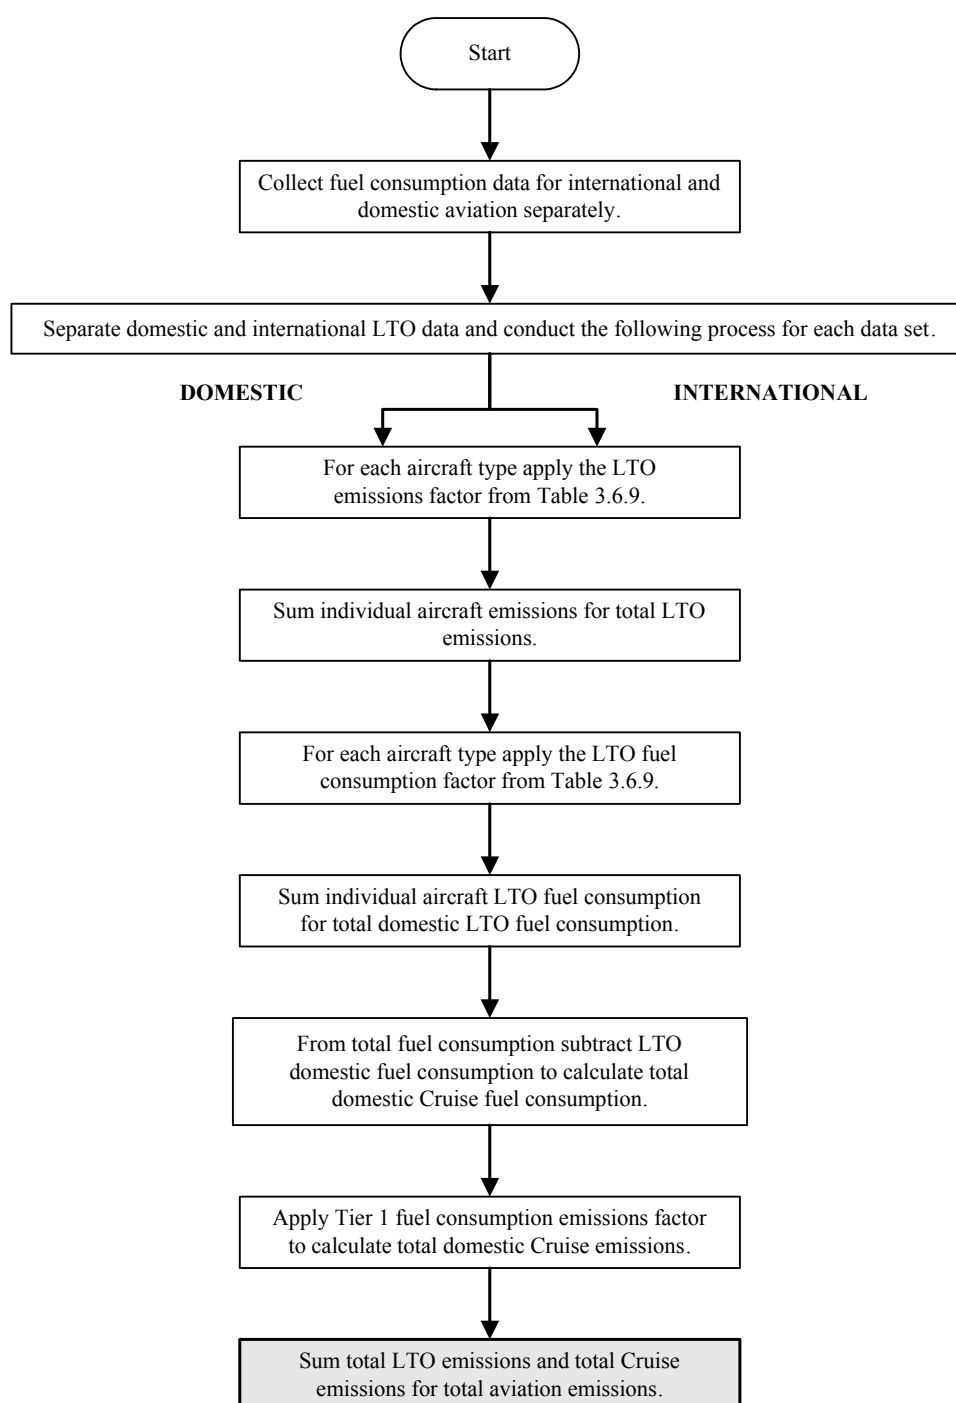 Start
Collect fuel consumption data for international and
domestic aviation separately.
Separate domestic and international LTO data and conduct the following process for each data set.
DOMESTIC
INTERNATIONAL
For each aircraft type apply the LTO
emissions factor from Table 3.6.9.
Sum individual aircraft emissions for total LTO
emissions.
For each aircraft type apply the LTO fuel
consumption factor from Table 3.6.9.
Sum individual aircraft LTO fuel consumption
for total domestic LTO fuel consumption.
From total fuel consumption subtract LTO
domestic fuel consumption to calculate total
domestic Cruise fuel consumption.
Apply Tier 1 fuel consumption emissions factor
to calculate total domestic Cruise emissions.
Sum total LTO emissions and total Cruise
emissions for total aviation emissions.